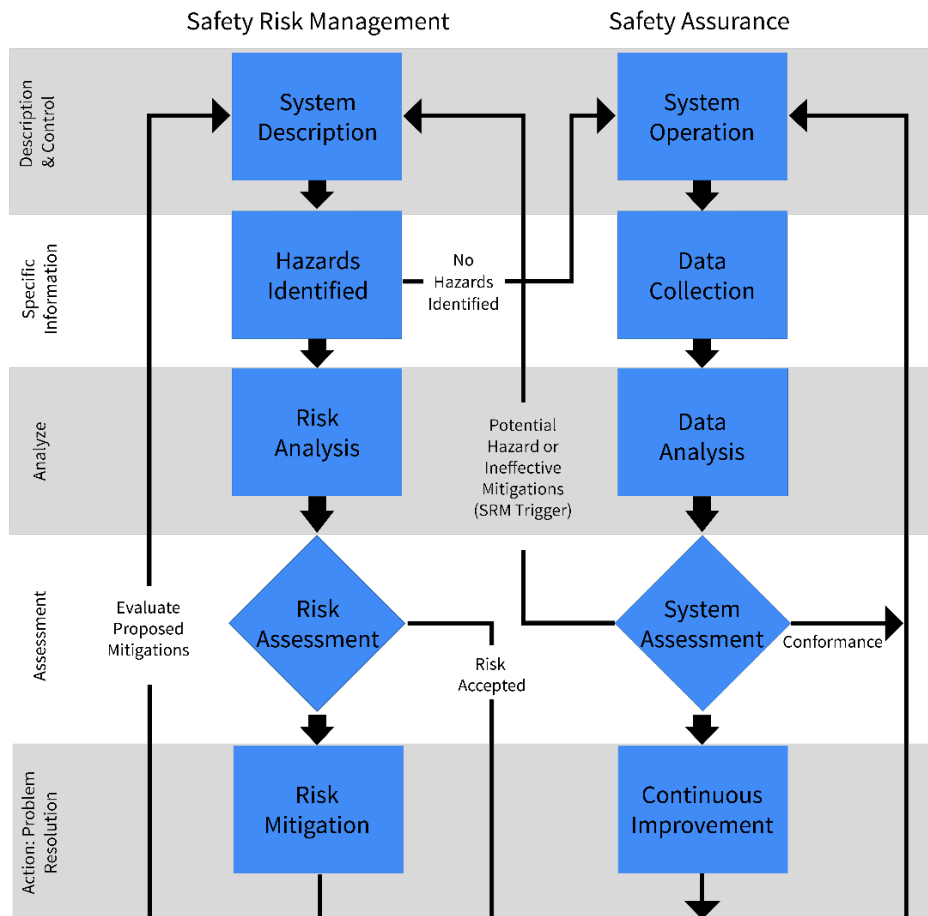 Safety Risk Management
Safety Assurance
Description
& Control
System
Description
System
Operation
Specific
Information
Hazards
Identified
No
Hazards
Identified
Data
Collection
Analyze
Risk
Analysis
Potential
Hazard or
Ineffective
Mitigations
(SRM Trigger)
Data
Analysis
Assessment
Evaluate
Proposed
Mitigations
Risk
Assessment
Risk
Accepted
System
Assessment
Conformance
Action: Problem
Resolution
Risk
Mitigation
Continuous
Improvement